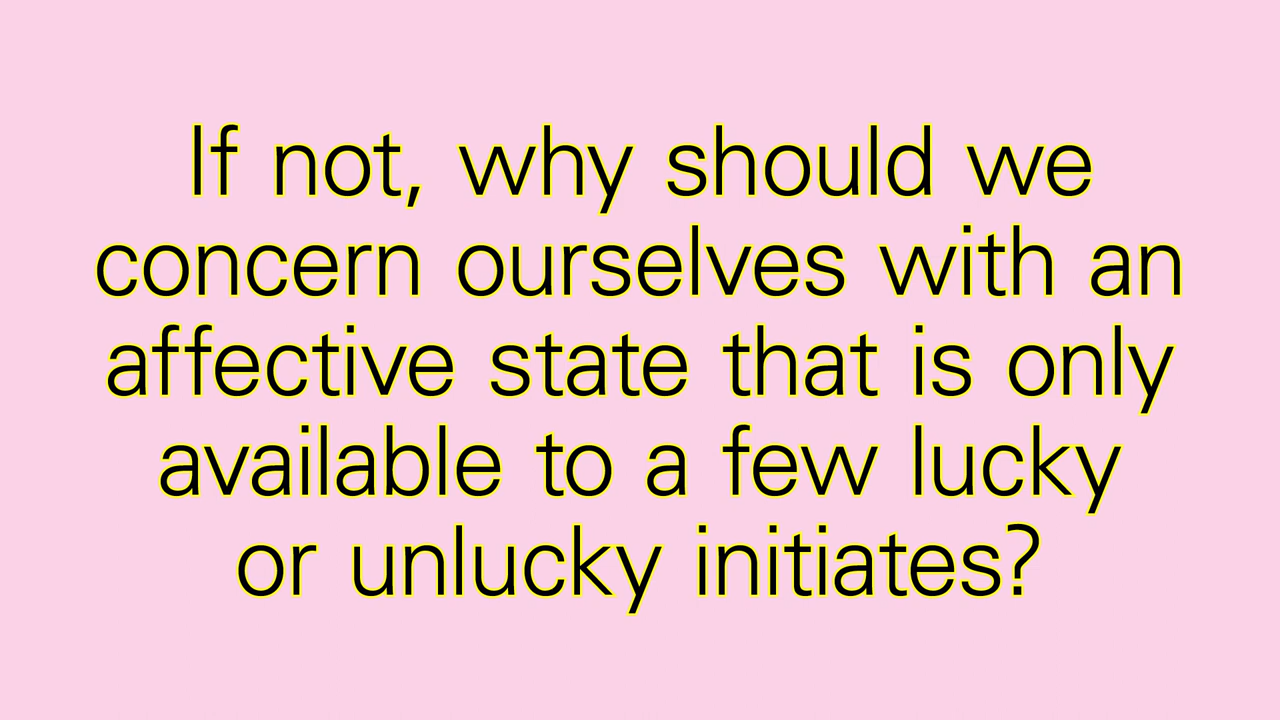 If not, why should we
concern ourselves with an
affective state that is only
available to a few lucky
or unlucky initiates?